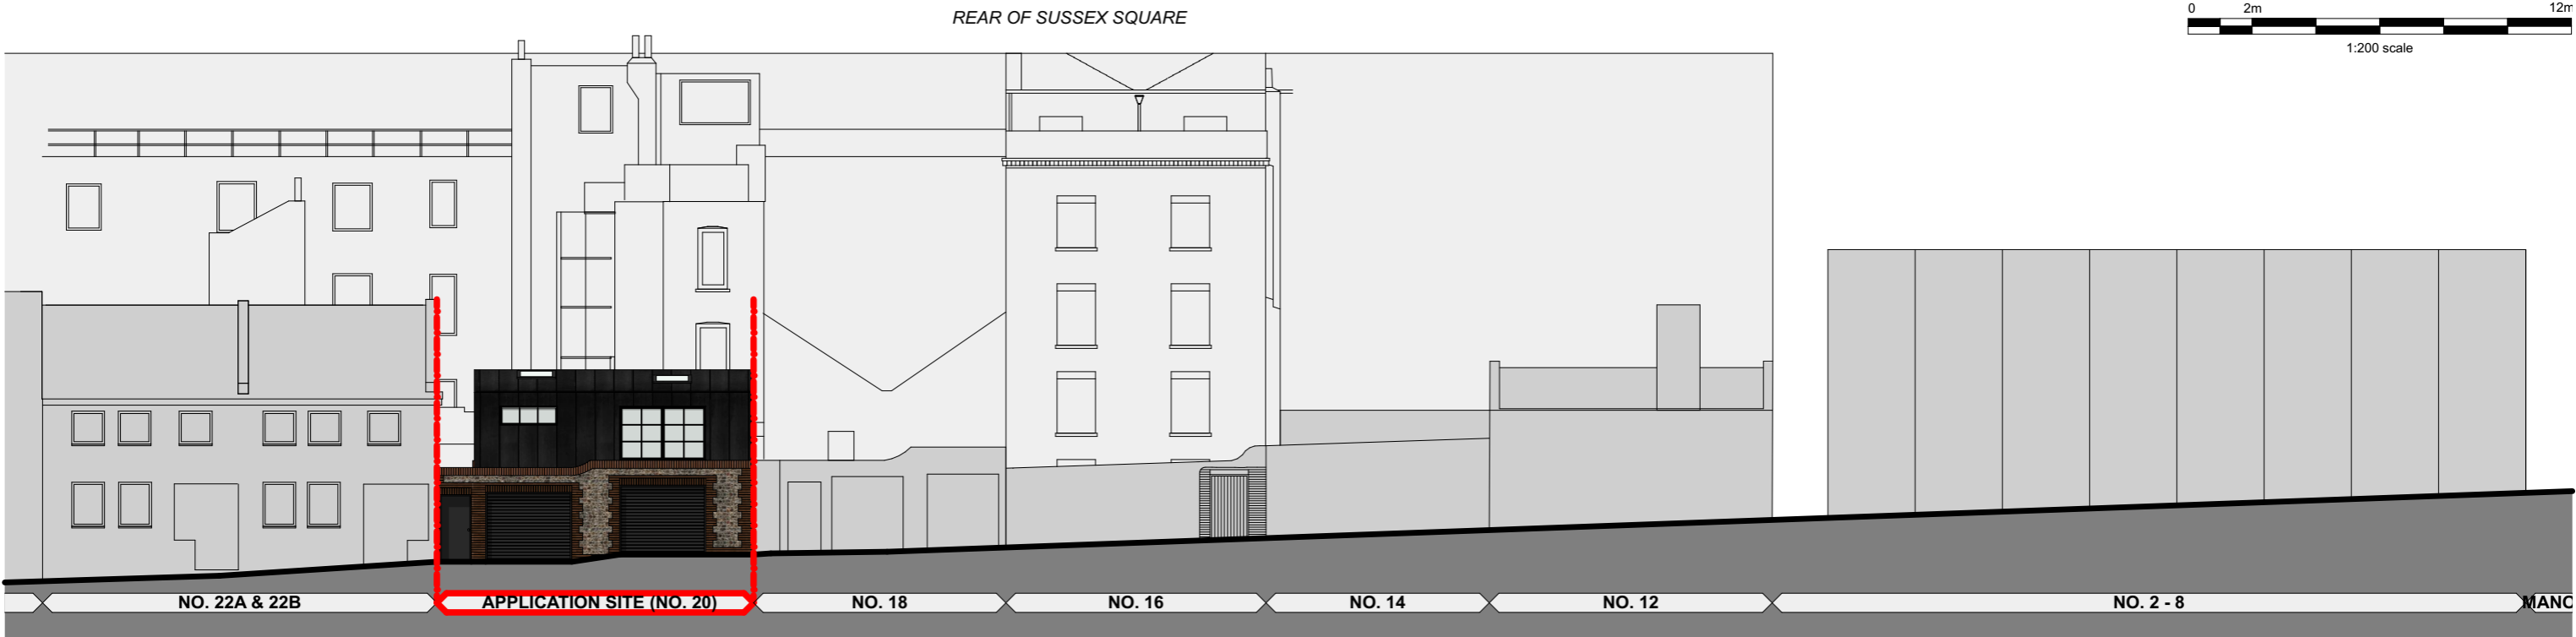 REAR OF SUSSEX SQUARE
0 2m 12m
1:200 scale
NO. 22A & 22B
APPLICATION SITE (NO. 20)
NO. 18
NO. 16
NO. 14
NO. 12
NO. 2 - 8